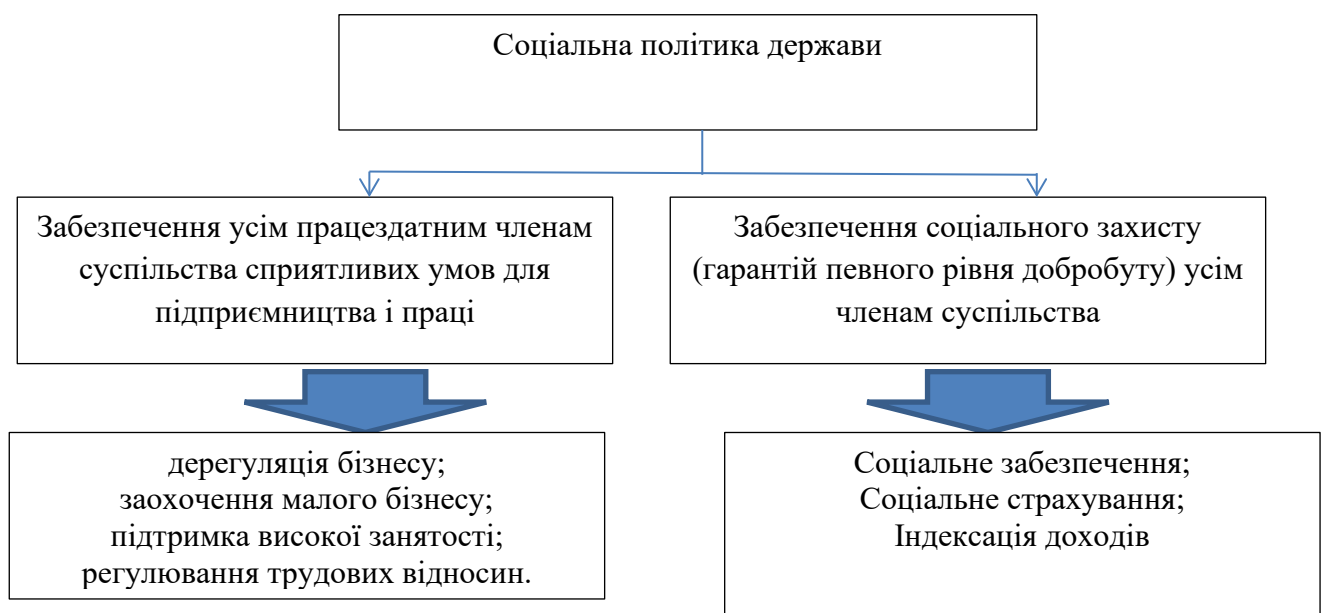 Соціальна політика держави
Забезпечення усім працездатним членам
суспільства сприятливих умов для
підприємництва і праці
Забезпечення соціального захисту
(гарантій певного рівня добробуту) усім
членам суспільства
дерегуляція бізнесу;
заохочення малого бізнесу;
підтримка високої занятості;
регулювання трудових відносин.
Соціальне забезпечення;
Соціальне страхування;
Індексація доходів